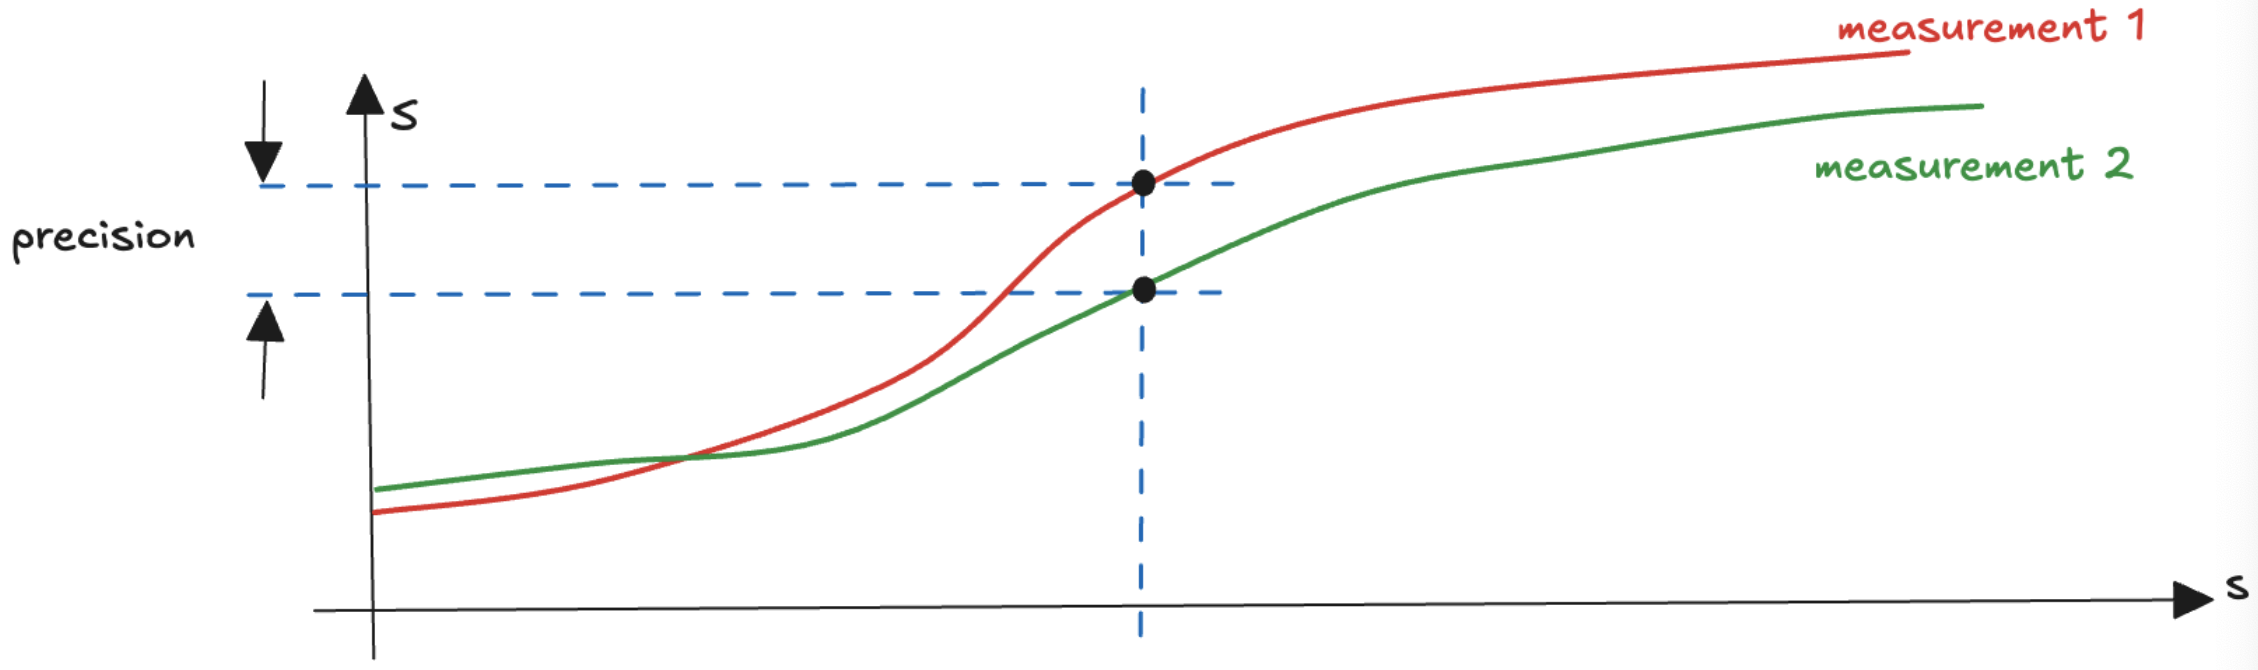 measurement 1
S
measurement 2
precision
s